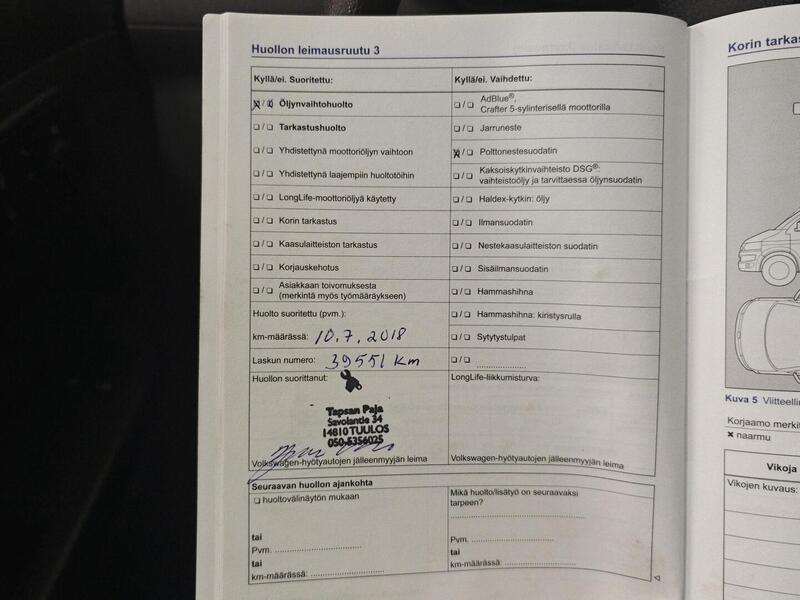 Huollon leimausruutu 3
Kyllä/ei. Suoritettu:
❏ / ❏ Öljynvaihtohuolto
❏ / ❏ Tarkastushuolto
❏ / ❏ Yhdistettynä moottoriöljyn vaihtoon
❏ / ❏ Yhdistettynä laajempiin huoltotöihin
❏ / ❏ LongLife-moottoriöljyä käytetty
❏ / ❏ Korin tarkastus
❏ / ❏ Kaasulaitteiston tarkastus
❏ / ❏ Korjauskehotus
❏ / ❏ Asiakkaan toivomuksesta
(merkintä myös työmääräykseen)
Huolto suoritettu (pvm.):
km-määrässä: 10.7.2018
Laskun numero: 39551 km
Huollon suorittanut:
Tapsan Paja
Savolantie 34
14810 TUULOS
050-5356025
Volkswagen-hyötyautojen jälleenmyyjän leima
Kyllä/ei. Vaihdettu:
❏ / ❏ AdBlue®,
Crafter 5-sylinterisellä moottorilla
❏ / ❏ Jarruneste
❏ / ❏ Polttonestesuodatin
❏ / ❏ Kaksoiskytkinvaihteisto DSG®:
vaihteistoöljy ja tarvittaessa öljynsuodatin
❏ / ❏ Haldex-kytkin: öljy
❏ / ❏ Ilmansuodatin
❏ / ❏ Nestekaasulaitteiston suodatin
❏ / ❏ Sisäilmansuodatin
❏ / ❏ Hammashihna
❏ / ❏ Hammashihna: kiristysrulla
❏ / ❏ Sytytystulpat
❏ / ❏ ....................
LongLife-liikkumisturva:
Volkswagen-hyötyautojen jälleenmyyjän leima
Seuraavan huollon ajankohta
❏ huoltovälinäytön mukaan
tai
Pvm. ..............................
tai
km-määrässä: .........................
Mikä huolto/lisätyö on seuraavaksi
tarpeen?
..............................................
Pvm. ............................
tai
km-määrässä: .........................
Korin tarkas
Kuva 5 Viitteellin
Korjaamo merkit
× naarmu
Vikoja
Vikojen kuvaus: